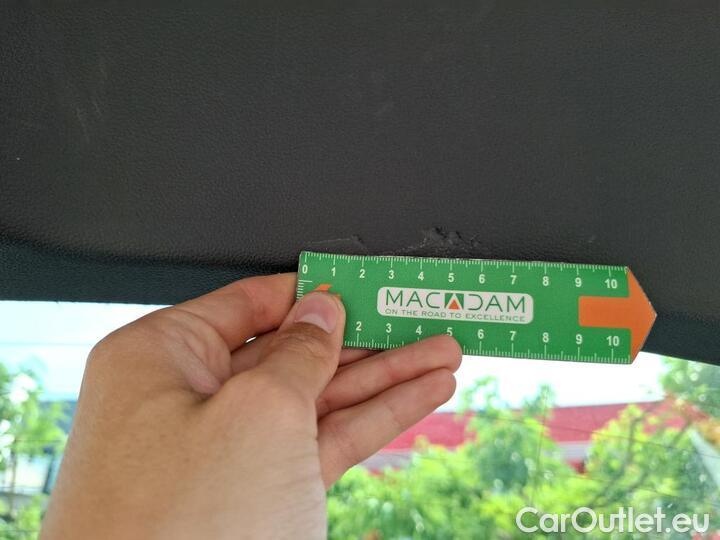 0 1 2 3 4 5 6 7 8 9 10
MACADAM
ON THE ROAD TO EXCELLENCE
2 3 4 5 6 7 8 9 10
CarOutlet.eu